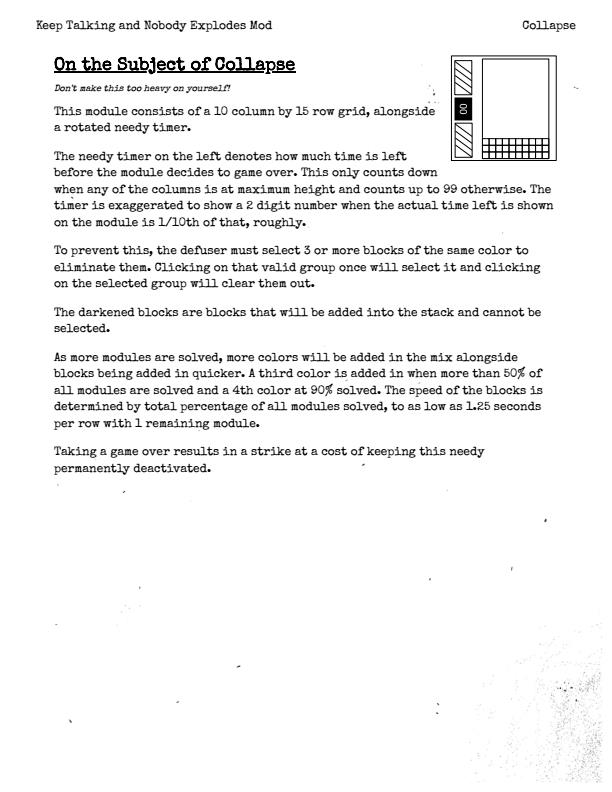 Keep Talking and Nobody Explodes Mod
Collapse
On the Subject of Collapse
Don't make this too heavy on yourself!
This module consists of a 10 column by 15 row grid, alongside
a rotated needy timer.
00
The needy timer on the left denotes how much time is left
before the module decides to game over. This only counts down
when any of the columns is at maximum height and counts up to 99 otherwise. The
timer is exaggerated to show a 2 digit number when the actual time left is shown
on the module is 1/10th of that, roughly.
To prevent this, the defuser must select 3 or more blocks of the same color to
eliminate them. Clicking on that valid group once will select it and clicking
on the selected group will clear them out.
The darkened blocks are blocks that will be added into the stack and cannot be
selected.
As more modules are solved, more colors will be added in the mix alongside
blocks being added in quicker. A third color is added in when more than 50% of
all modules are solved and a 4th color at 90% solved. The speed of the blocks is
determined by total percentage of all modules solved, to as low as 1.25 seconds
per row with 1 remaining module.
Taking a game over results in a strike at a cost of keeping this needy
permanently deactivated.